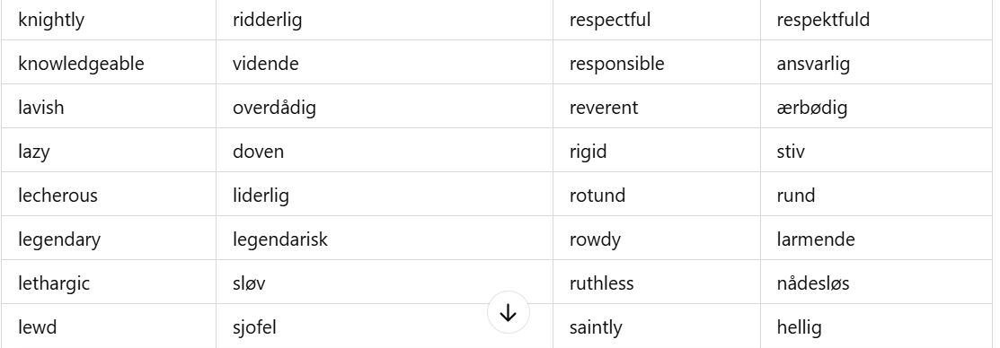 knightly ridderlig respectful respektfuld
knowledgeable vidende responsible ansvarlig
lavish overdådig reverent ærbødig
lazy doven rigid stiv
lecherous liderlig rotund rund
legendary legendarisk rowdy larmende
lethargic sløv ruthless nådesløs
lewd sjofel saintly hellig